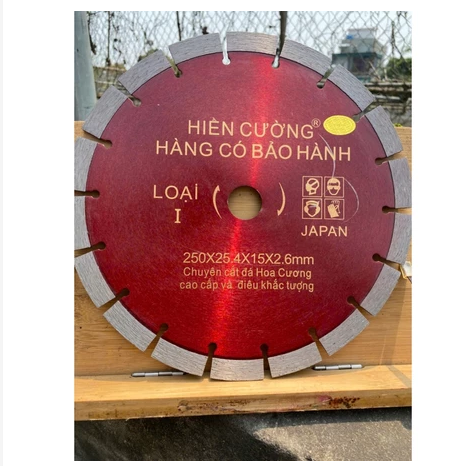 HIỀN CƯỜNG®
HÀNG CÓ BẢO HÀNH
LOẠI
I
JAPAN
250X25.4X15X2.6mm
Chuyên cắt đá Hoa Cương
cao cấp và điêu khắc tượng